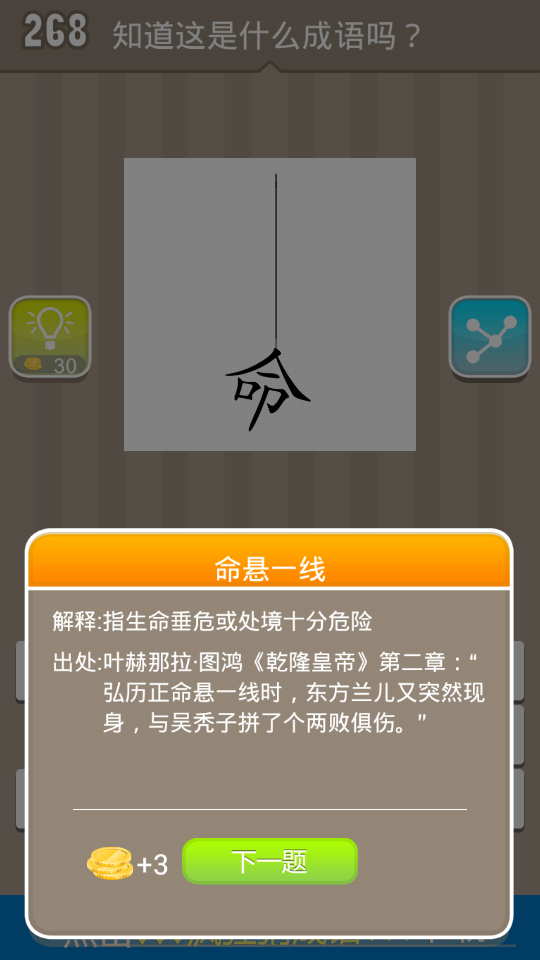 268 知道这是什么成语吗？
30
命
命悬一线
解释:指生命垂危或处境十分危险
出处:叶赫那拉·图鸿《乾隆皇帝》第二章：“
弘历正命悬一线时，东方兰儿又突然现
身，与吴秃子拼了个两败俱伤。”
+3
下一题